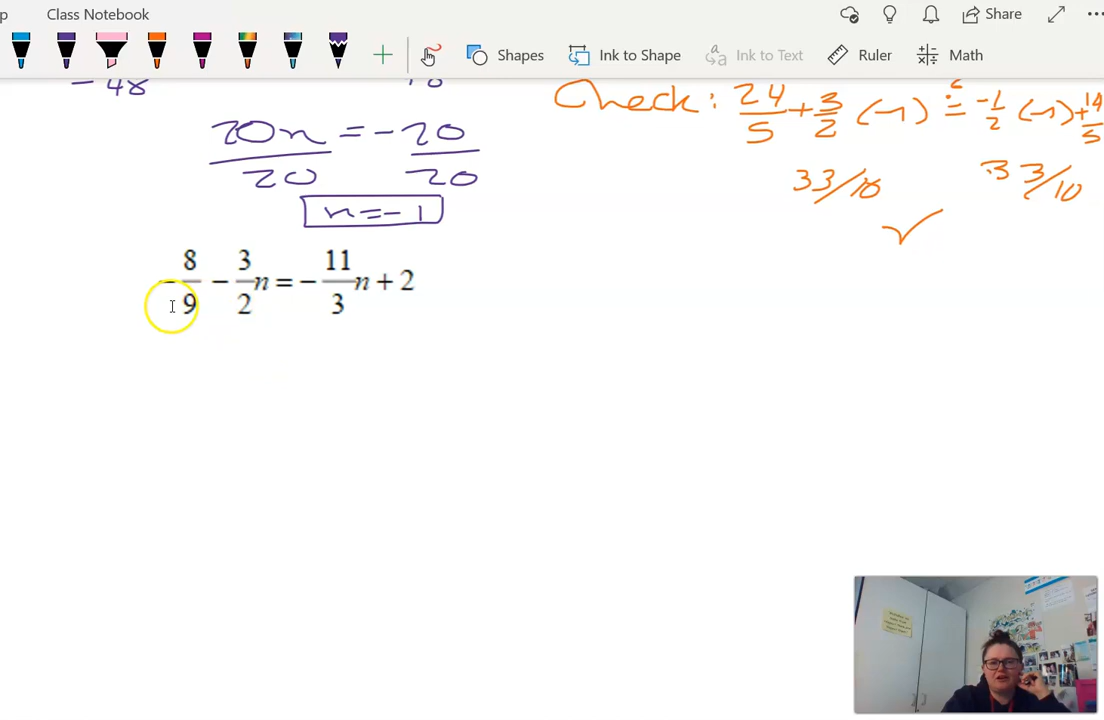 Class Notebook
Share
Shapes
Ink to Shape
Ink to Text
Ruler
Math
-48
20n = -20
20 20
n = -1
Check: 24/5 + 3/2 (-1) ≟ -1/2 (-1) + 14/5
33/10 33/10
✓
-8/9 - 3/2 n = -11/3 n + 2